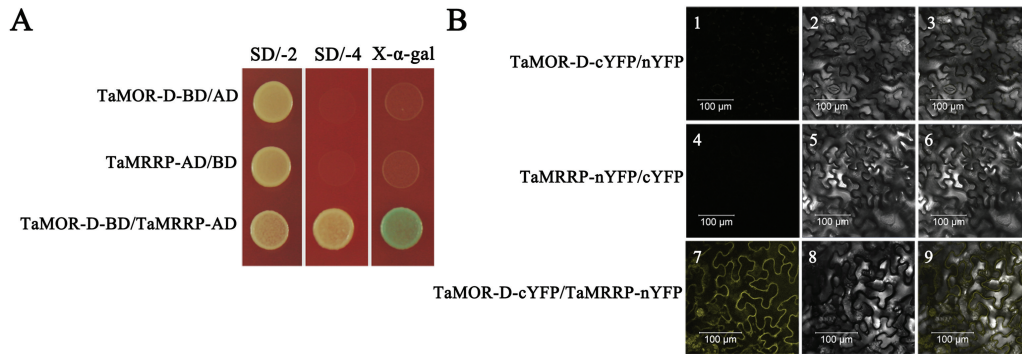 A
SD/-2 SD/-4 X-α-gal
TaMOR-D-BD/AD
TaMRRP-AD/BD
TaMOR-D-BD/TaMRRP-AD
B
TaMOR-D-cYFP/nYFP
1 2 3
100 μm 100 μm 100 μm
TaMRRP-nYFP/cYFP
4 5 6
100 μm 100 μm 100 μm
TaMOR-D-cYFP/TaMRRP-nYFP
7 8 9
100 μm 100 μm 100 μm